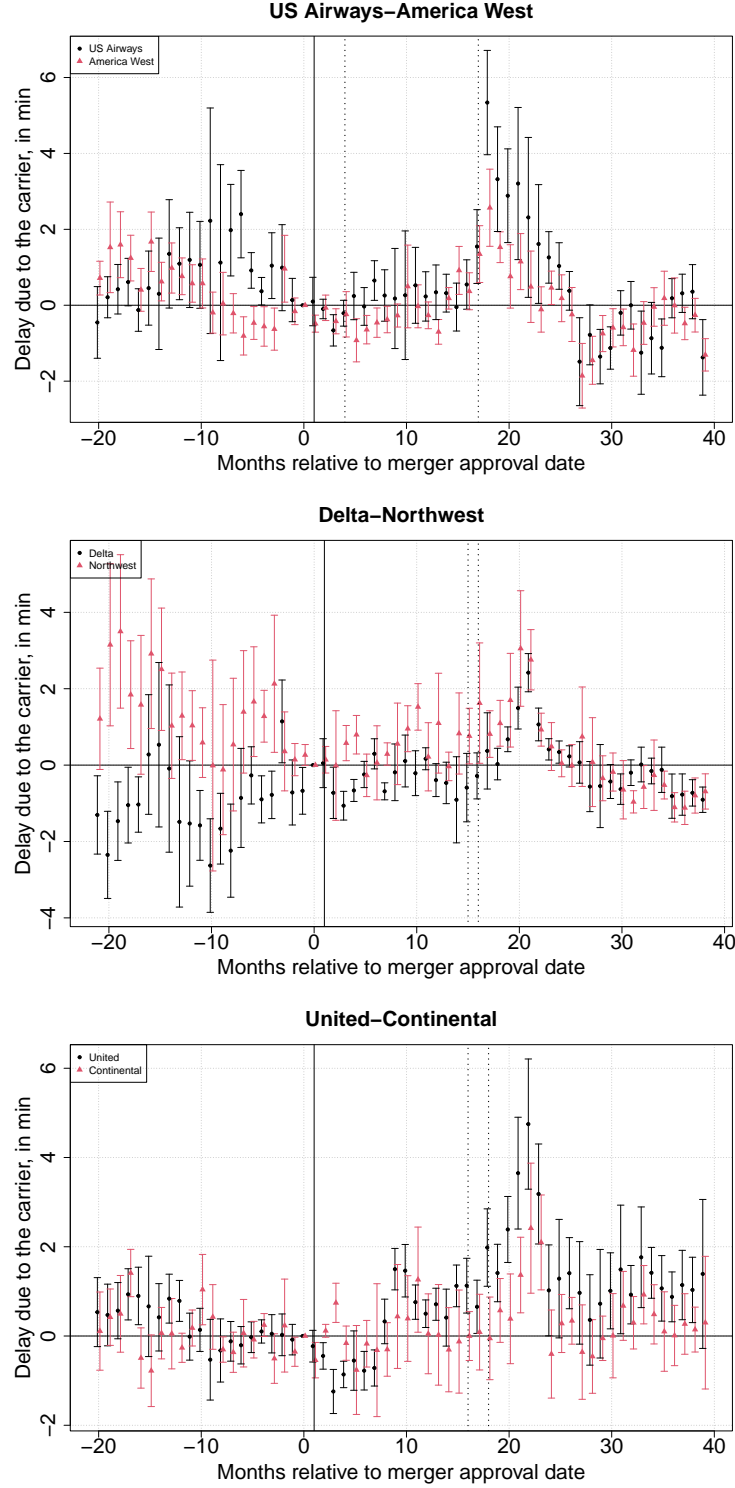 US Airways−America West
US Airways
America West
Delay due to the carrier, in min
6
4
2
0
−2
−20 −10 0 10 20 30 40
Months relative to merger approval date
Delta−Northwest
Delta
Northwest
Delay due to the carrier, in min
4
2
0
−2
−4
−20 −10 0 10 20 30 40
Months relative to merger approval date
United−Continental
United
Continental
Delay due to the carrier, in min
6
4
2
0
−2
−20 −10 0 10 20 30 40
Months relative to merger approval date